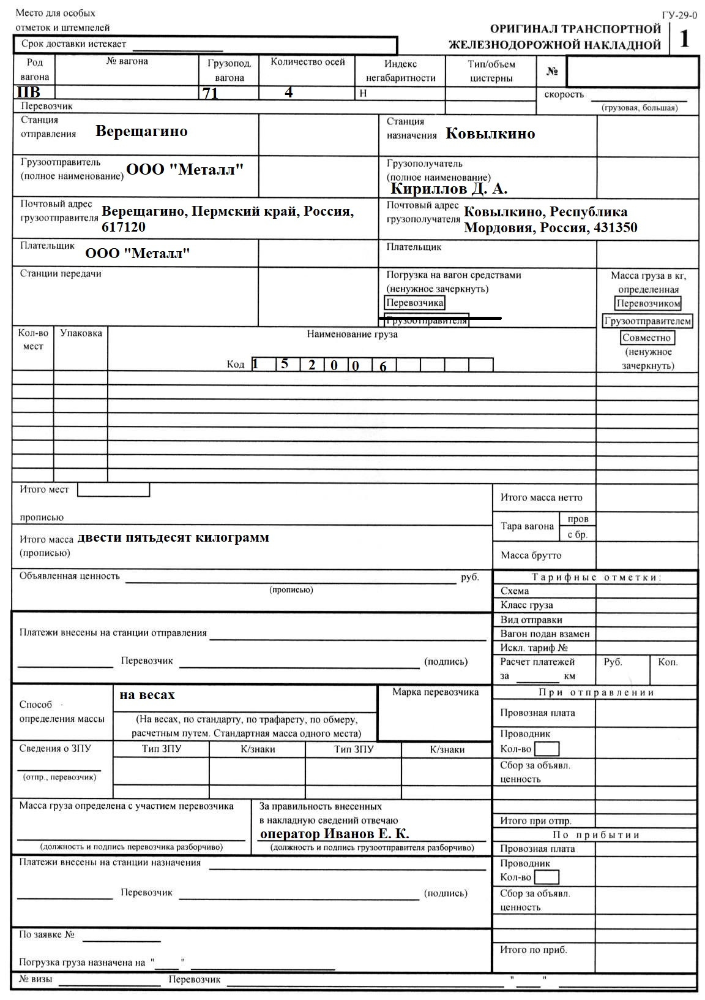 Место для особых
отметок и штемпелей
ГУ-29-0
ОРИГИНАЛ ТРАНСПОРТНОЙ
ЖЕЛЕЗНОДОРОЖНОЙ НАКЛАДНОЙ
1
Срок доставки истекает
Род вагона
№ вагона
Грузопод. вагона
Количество осей
Индекс негабаритности
Тип/объем цистерны
№
ПВ
71
4
Н
скорость
(грузовая, большая)
Перевозчик
Станция
отправления
Верещагино
Станция
назначения
Ковылкино
Грузоотправитель
(полное наименование)
ООО "Металл"
Грузополучатель
(полное наименование)
Кириллов Д. А.
Почтовый адрес
грузоотправителя
Верещагино, Пермский край, Россия,
617120
Почтовый адрес
грузополучателя
Ковылкино, Республика
Мордовия, Россия, 431350
Плательщик
ООО "Металл"
Плательщик
Станции передачи
Погрузка на вагон средствами
(ненужное зачеркнуть)
Перевозчика
Грузоотправителя
Масса груза в кг,
определенная
Перевозчиком
Грузоотправителем
Совместно
(ненужное
зачеркнуть)
Кол-во
мест
Упаковка
Наименование груза
Код 1 5 2 0 0 6
Итого мест
прописью
Итого масса нетто
Тара вагона
пров
с бр.
Масса брутто
Итого масса двести пятьдесят килограмм
(прописью)
Объявленная ценность руб.
(прописью)
Тарифные отметки:
Схема
Класс груза
Вид отправки
Вагон подан взамен
Искл. тариф №
Расчет платежей
за км
Руб.
Коп.
Платежи внесены на станции отправления
Перевозчик (подпись)
Способ
определения массы
на весах
(На весах, по стандарту, по трафарету, по обмеру,
расчетным путем. Стандартная масса одного места)
Марка перевозчика
При отправлении
Провозная плата
Проводник
Кол-во
Сбор за объявл.
ценность
Итого при отпр.
Сведения о ЗПУ
(отпр., перевозчик)
Тип ЗПУ
К/знаки
Тип ЗПУ
К/знаки
Масса груза определена с участием перевозчика
(должность и подпись перевозчика разборчиво)
За правильность внесенных
в накладную сведений отвечаю
оператор Иванов Е. К.
(должность и подпись грузоотправителя разборчиво)
По прибытии
Провозная плата
Проводник
Кол-во
Сбор за объявл.
ценность
Итого по приб.
Платежи внесены на станции назначения
Перевозчик (подпись)
По заявке №
Погрузка груза назначена на " "
№ визы Перевозчик " "